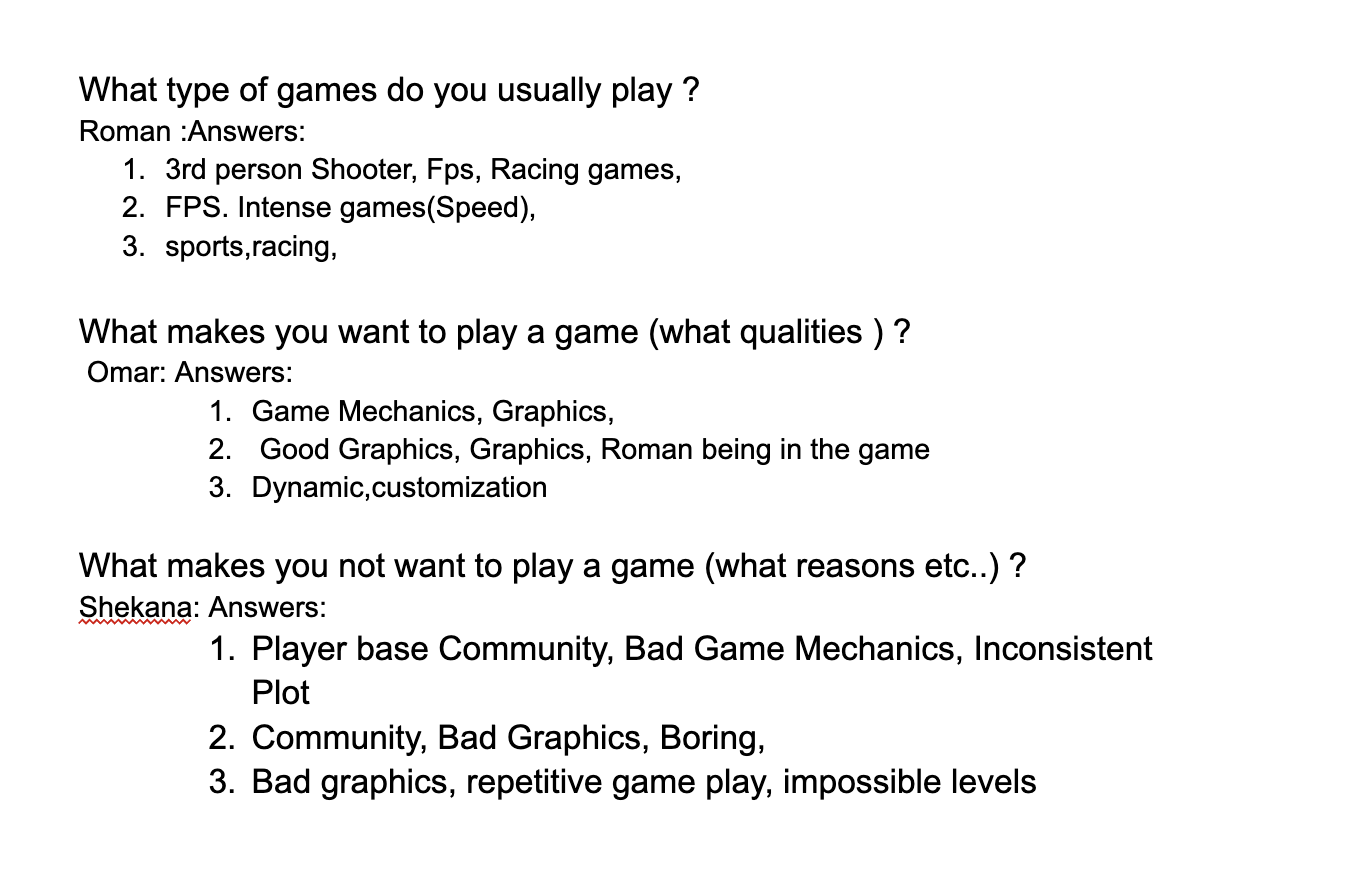 What type of games do you usually play ?
Roman :Answers:
1. 3rd person Shooter, Fps, Racing games,
2. FPS. Intense games(Speed),
3. sports,racing,
What makes you want to play a game (what qualities ) ?
Omar: Answers:
1. Game Mechanics, Graphics,
2. Good Graphics, Graphics, Roman being in the game
3. Dynamic,customization
What makes you not want to play a game (what reasons etc..) ?
Shekana: Answers:
1. Player base Community, Bad Game Mechanics, Inconsistent
Plot
2. Community, Bad Graphics, Boring,
3. Bad graphics, repetitive game play, impossible levels